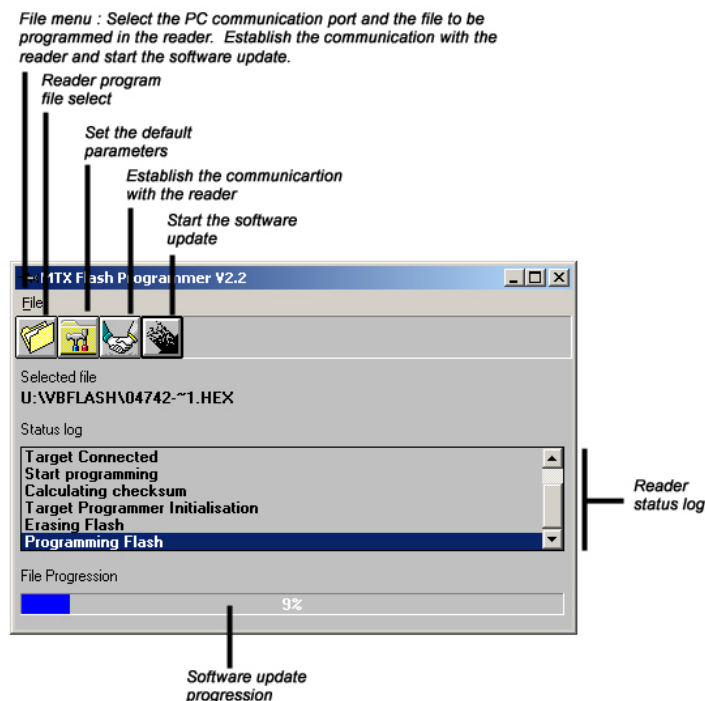 File menu : Select the PC communication port and the file to be
programmed in the reader.  Establish the communication with the
reader and start the software update.
Reader program
file select
Set the default
parameters
Establish the communicartion
with the reader
Start the software
update
MTX Flash Programmer V2.2
File
Selected file
U:\VBFLASH\04742-~1.HEX
Status log
Target Connected
Start programming
Calculating checksum
Target Programmer Initialisation
Erasing Flash
Programming Flash
Reader
status log
File Progression
9%
Software update
progression